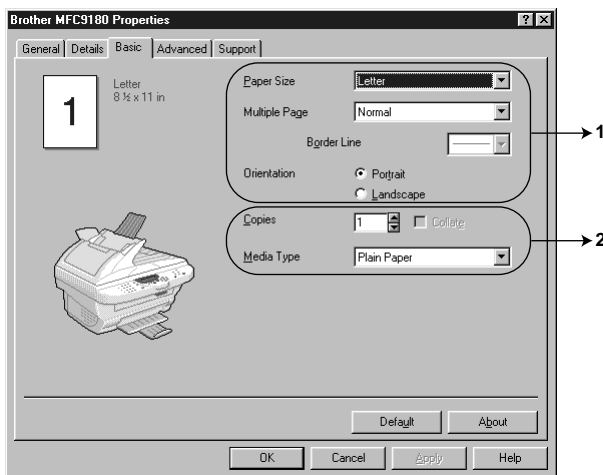 Brother MFC9180 Properties
General Details Basic Advanced Support
1
Letter
8 ½ x 11 in
Paper Size Letter
Multiple Page Normal
Border Line
Orientation Portrait
Landscape
1
Copies 1 Collate
Media Type Plain Paper
2
Default About
OK Cancel Apply Help